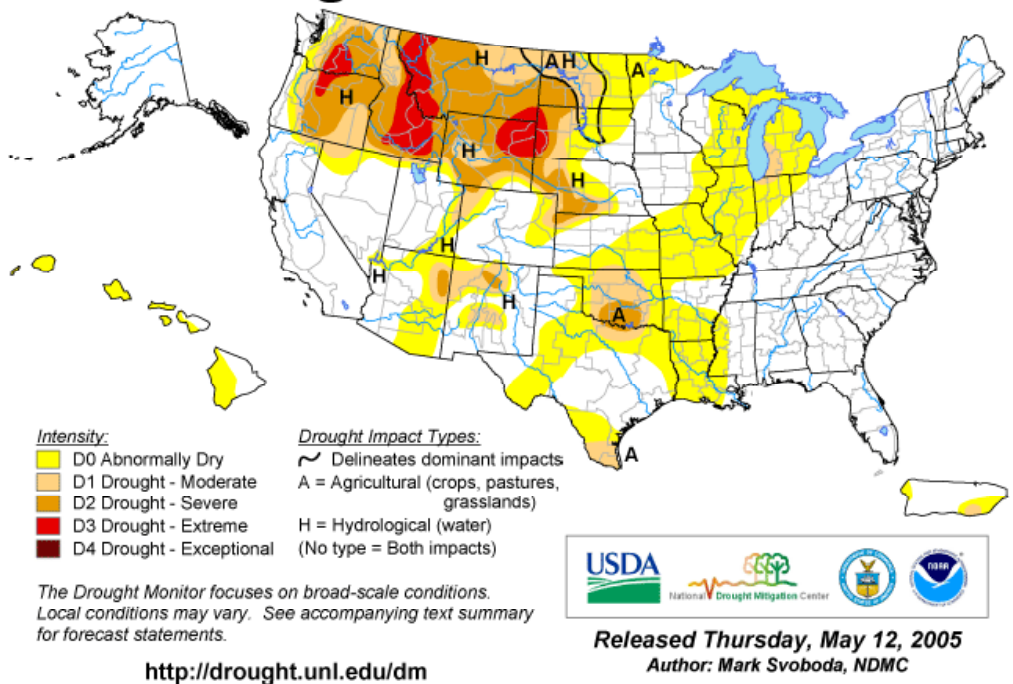 H
A H
A
H
H
H
H
H
H
A
A
Intensity:
D0 Abnormally Dry
D1 Drought - Moderate
D2 Drought - Severe
D3 Drought - Extreme
D4 Drought - Exceptional
Drought Impact Types:
Delineates dominant impacts
A = Agricultural (crops, pastures,
grasslands)
H = Hydrological (water)
(No type = Both impacts)
The Drought Monitor focuses on broad-scale conditions.
Local conditions may vary. See accompanying text summary
for forecast statements.
http://drought.unl.edu/dm
USDA
National Drought Mitigation Center
NOAA
Released Thursday, May 12, 2005
Author: Mark Svoboda, NDMC